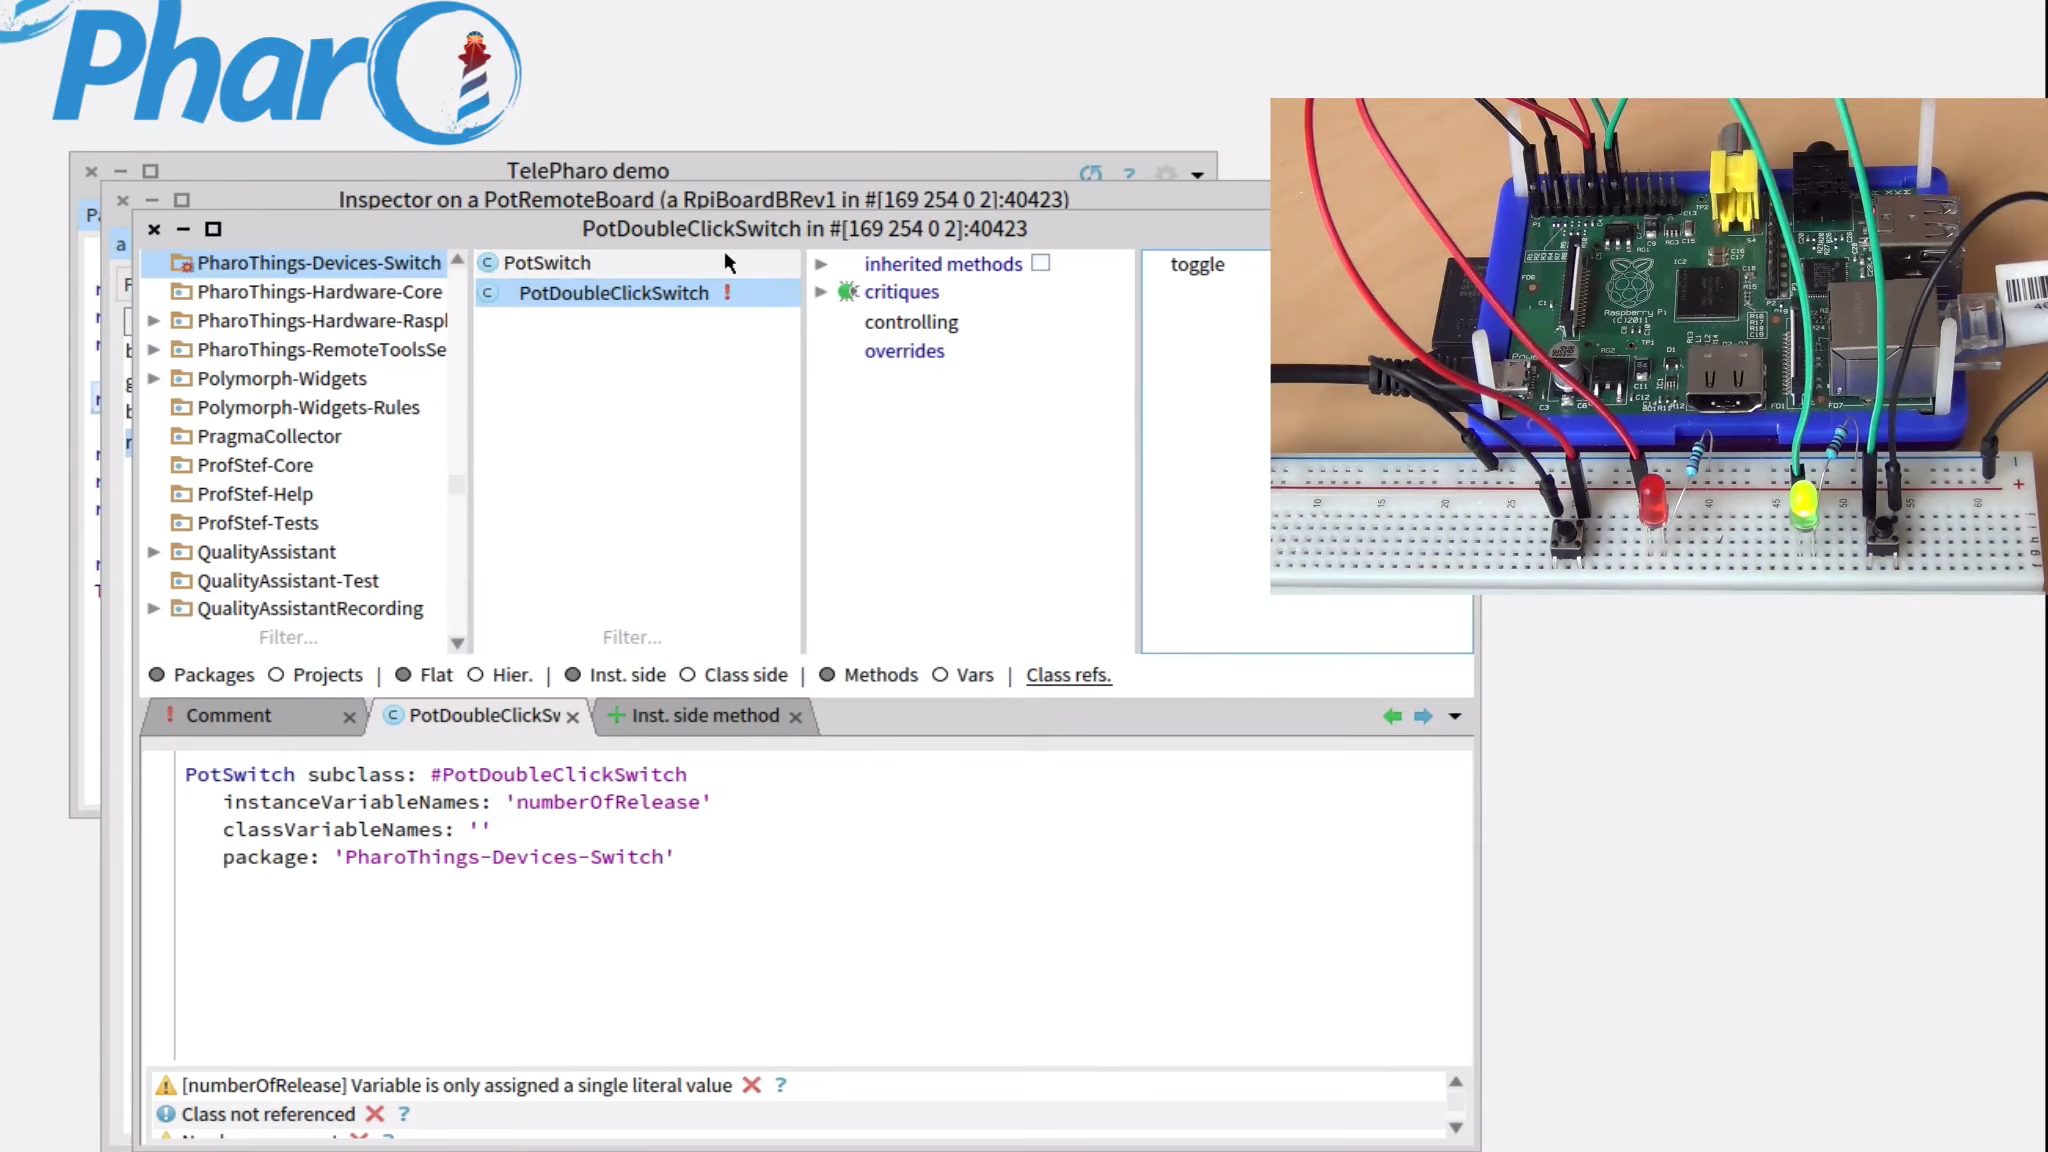 Pharo
TelePharo demo
Inspector on a PotRemoteBoard (a RpiBoardBRev1 in #[169 254 0 2]:40423)
PotDoubleClickSwitch in #[169 254 0 2]:40423
PharoThings-Devices-Switch
PharoThings-Hardware-Core
PharoThings-Hardware-Raspl
PharoThings-RemoteToolsSe
Polymorph-Widgets
Polymorph-Widgets-Rules
PragmaCollector
ProfStef-Core
ProfStef-Help
ProfStef-Tests
QualityAssistant
QualityAssistant-Test
QualityAssistantRecording
Filter...
PotSwitch
PotDoubleClickSwitch !
Filter...
inherited methods
critiques
controlling
overrides
toggle
Raspberry Pi
(C)2011
Packages Projects | Flat Hier. | Inst. side Class side | Methods Vars | Class refs.
! Comment
PotDoubleClickSw
Inst. side method
PotSwitch subclass: #PotDoubleClickSwitch
instanceVariableNames: 'numberOfRelease'
classVariableNames: ''
package: 'PharoThings-Devices-Switch'
[numberOfRelease] Variable is only assigned a single literal value ?
Class not referenced ?